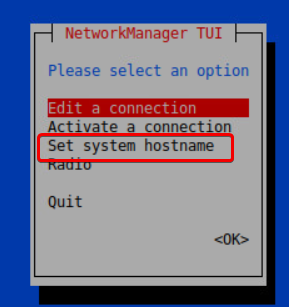 NetworkManager TUI
Please select an option
Edit a connection
Activate a connection
Set system hostname
Radio
Quit
<OK>